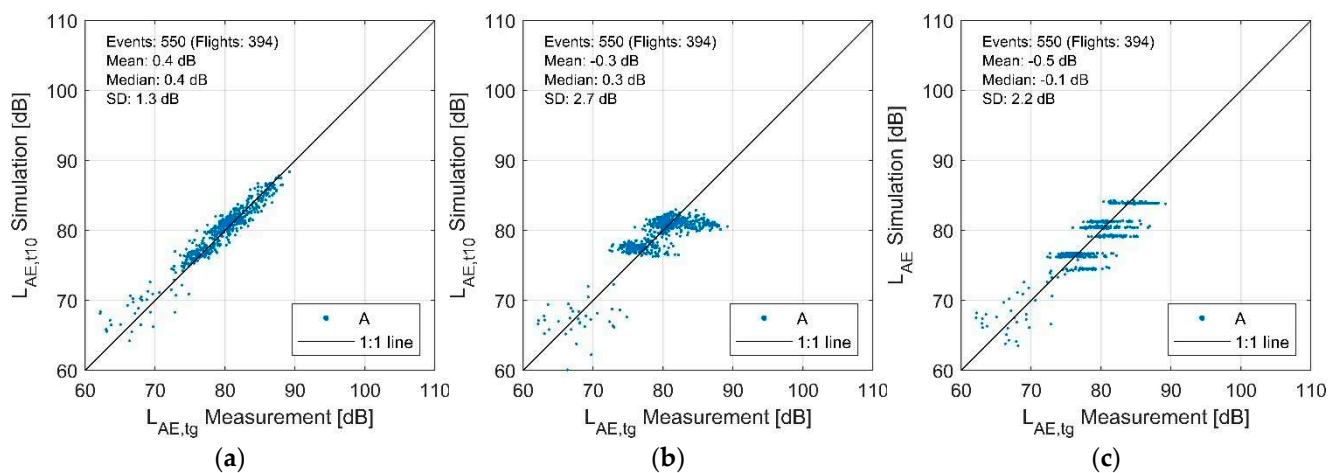 110
100
90
80
70
60
L_AE,t10 Simulation [dB]
Events: 550 (Flights: 394)
Mean: 0.4 dB
Median: 0.4 dB
SD: 1.3 dB
A
1:1 line
60 70 80 90 100 110
L_AE,tg Measurement [dB]
(a)
110
100
90
80
70
60
L_AE,t10 Simulation [dB]
Events: 550 (Flights: 394)
Mean: -0.3 dB
Median: 0.3 dB
SD: 2.7 dB
A
1:1 line
60 70 80 90 100 110
L_AE,tg Measurement [dB]
(b)
110
100
90
80
70
60
L_AE Simulation [dB]
Events: 550 (Flights: 394)
Mean: -0.5 dB
Median: -0.1 dB
SD: 2.2 dB
A
1:1 line
60 70 80 90 100 110
L_AE,tg Measurement [dB]
(c)